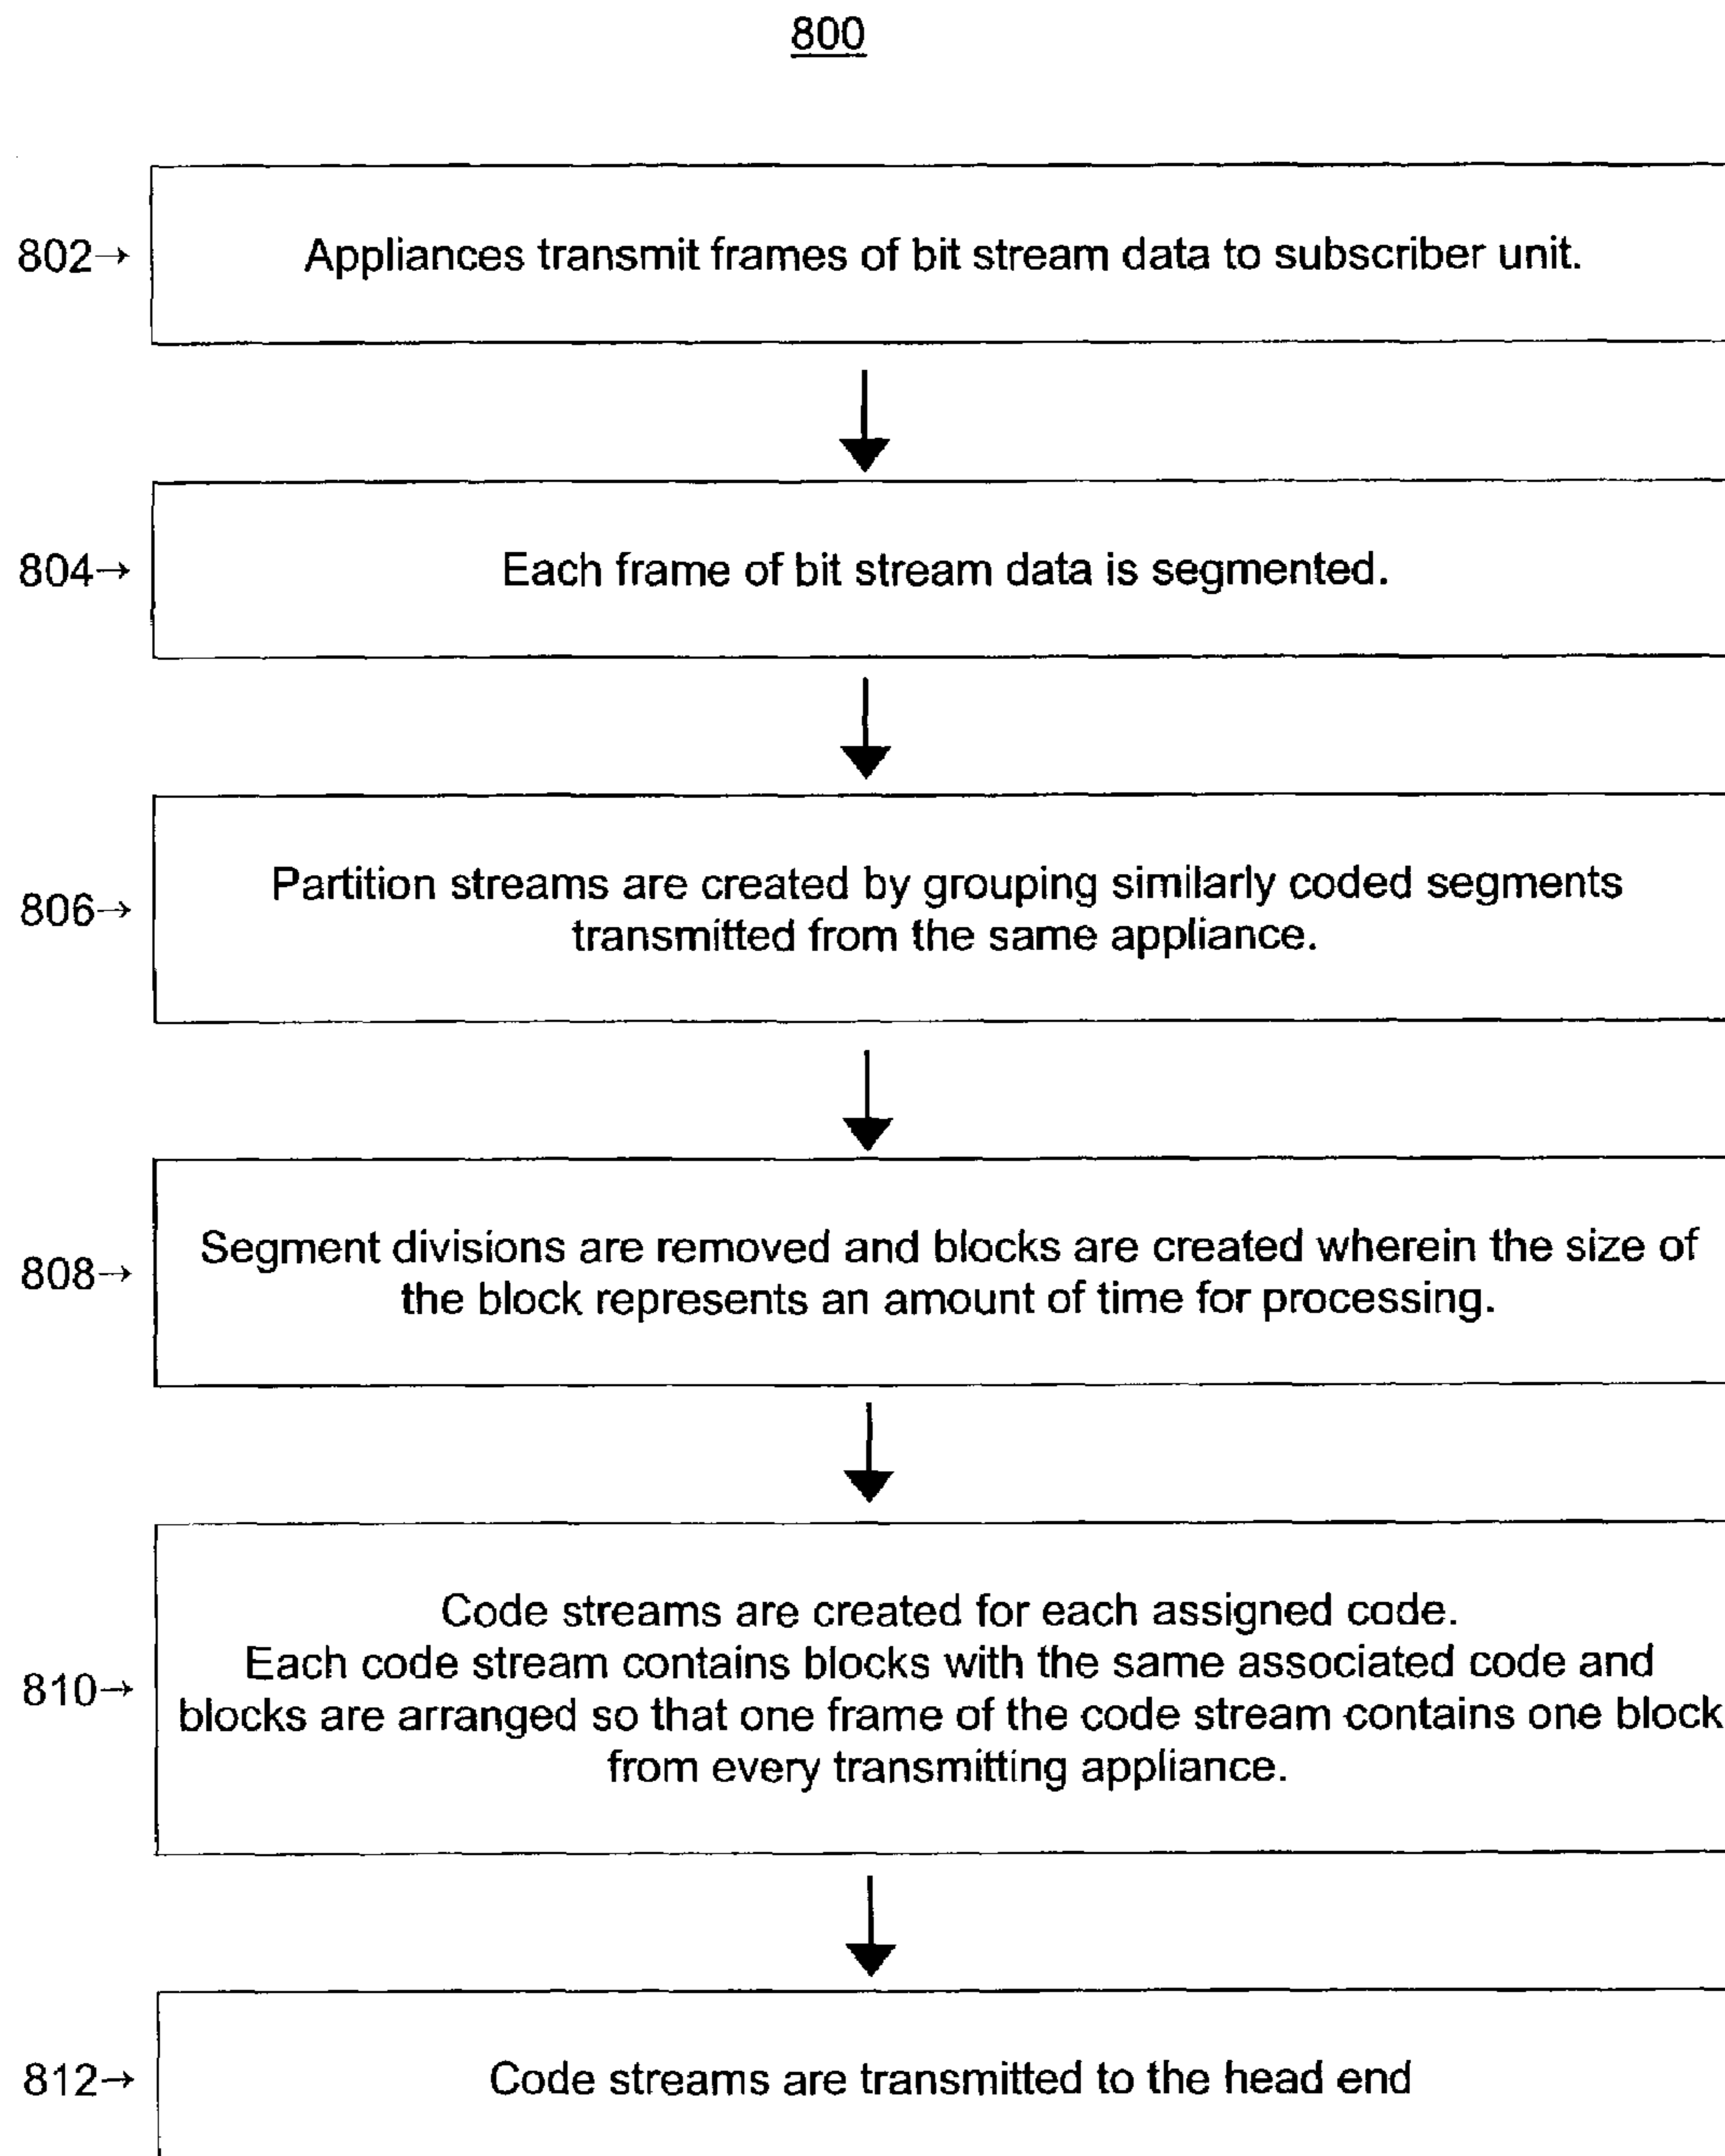 800
802→ Appliances transmit frames of bit stream data to subscriber unit.
804→ Each frame of bit stream data is segmented.
806→ Partition streams are created by grouping similarly coded segments
transmitted from the same appliance.
808→ Segment divisions are removed and blocks are created wherein the size of
the block represents an amount of time for processing.
Code streams are created for each assigned code.
Each code stream contains blocks with the same associated code and
810→ blocks are arranged so that one frame of the code stream contains one block
from every transmitting appliance.
812→ Code streams are transmitted to the head end